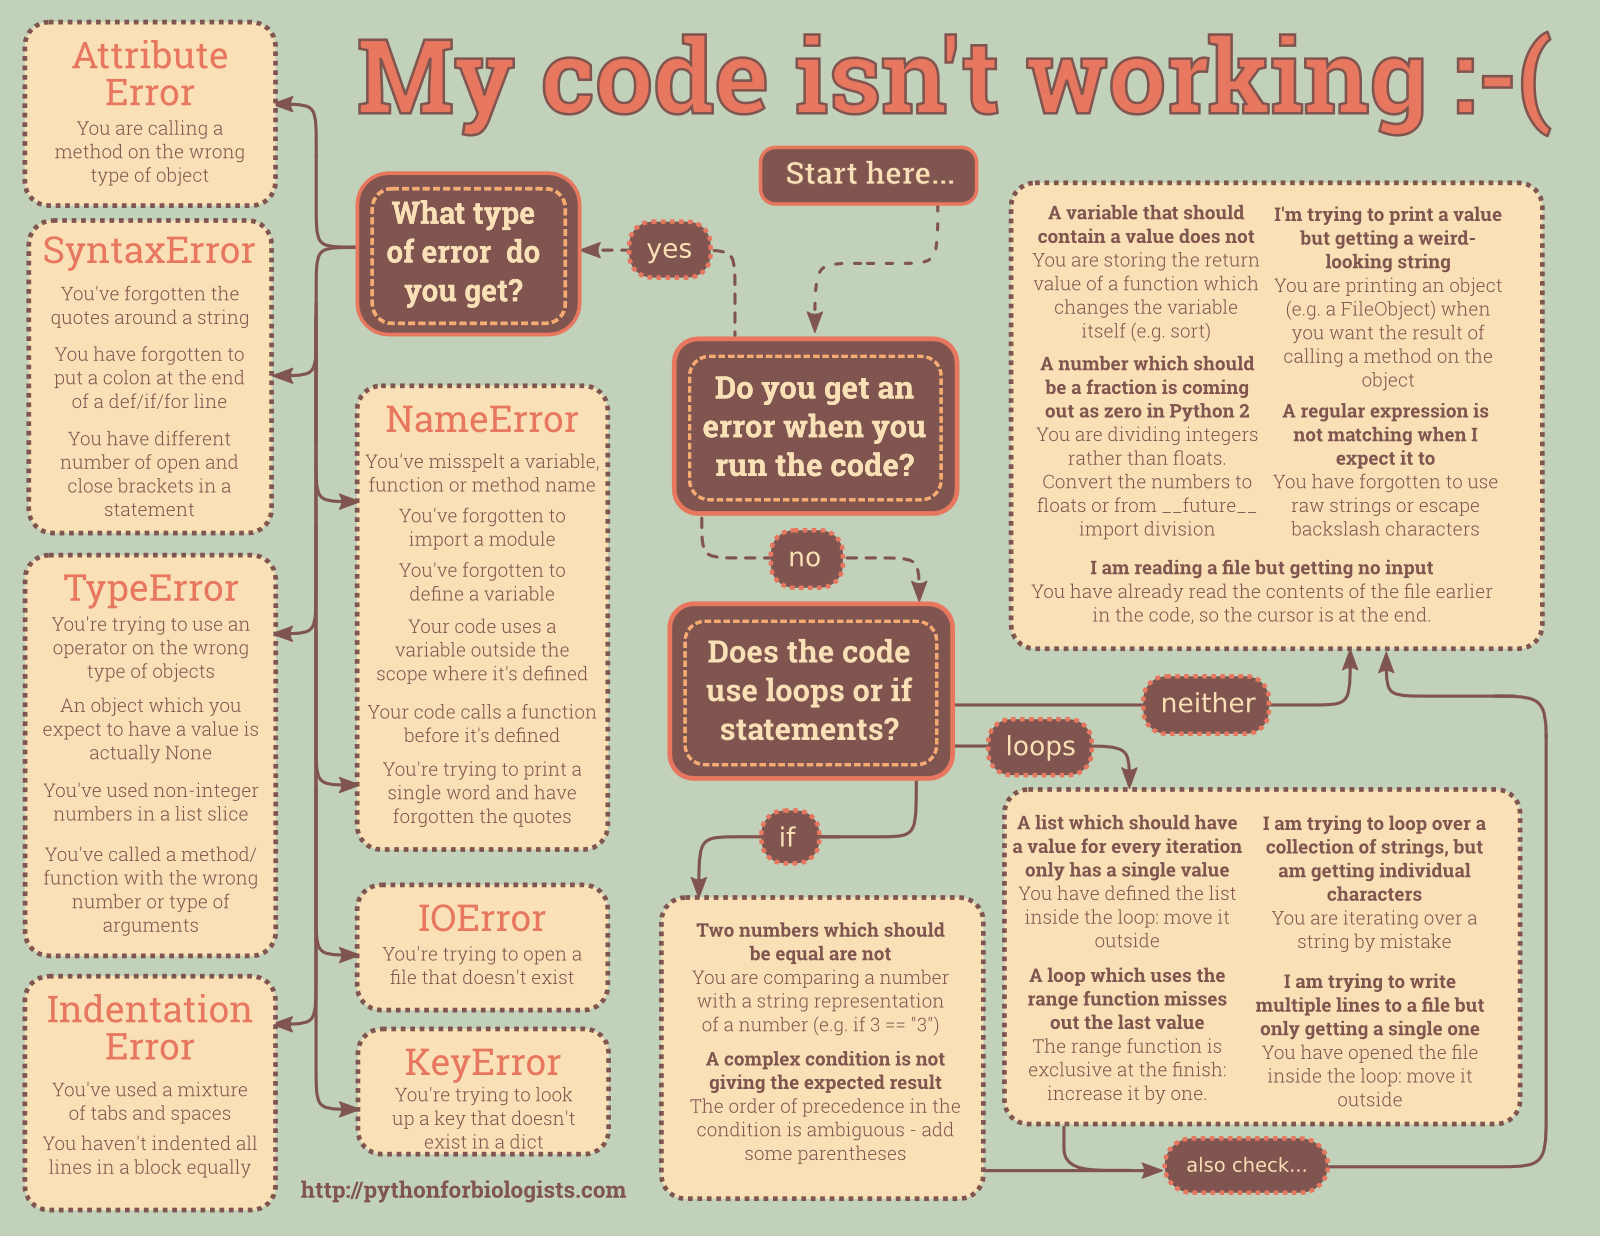 My code isn't working :-(
Start here...
Do you get an
error when you
run the code?
yes
What type
of error do
you get?
Attribute
Error
You are calling a
method on the wrong
type of object
SyntaxError
You've forgotten the
quotes around a string
You have forgotten to
put a colon at the end
of a def/if/for line
You have different
number of open and
close brackets in a
statement
TypeError
You're trying to use an
operator on the wrong
type of objects
An object which you
expect to have a value is
actually None
You've used non-integer
numbers in a list slice
You've called a method/
function with the wrong
number or type of
arguments
Indentation
Error
You've used a mixture
of tabs and spaces
You haven't indented all
lines in a block equally
NameError
You've misspelt a variable,
function or method name
You've forgotten to
import a module
You've forgotten to
define a variable
Your code uses a
variable outside the
scope where it's defined
Your code calls a function
before it's defined
You're trying to print a
single word and have
forgotten the quotes
IOError
You're trying to open a
file that doesn't exist
KeyError
You're trying to look
up a key that doesn't
exist in a dict
no
Does the code
use loops or if
statements?
neither
loops
if
A variable that should
contain a value does not
You are storing the return
value of a function which
changes the variable
itself (e.g. sort)
A number which should
be a fraction is coming
out as zero in Python 2
You are dividing integers
rather than floats.
Convert the numbers to
floats or from __future__
import division
I'm trying to print a value
but getting a weird-
looking string
You are printing an object
(e.g. a FileObject) when
you want the result of
calling a method on the
object
A regular expression is
not matching when I
expect it to
You have forgotten to use
raw strings or escape
backslash characters
I am reading a file but getting no input
You have already read the contents of the file earlier
in the code, so the cursor is at the end.
A list which should have
a value for every iteration
only has a single value
You have defined the list
inside the loop: move it
outside
A loop which uses the
range function misses
out the last value
The range function is
exclusive at the finish:
increase it by one.
I am trying to loop over a
collection of strings, but
am getting individual
characters
You are iterating over a
string by mistake
I am trying to write
multiple lines to a file but
only getting a single one
You have opened the file
inside the loop: move it
outside
Two numbers which should
be equal are not
You are comparing a number
with a string representation
of a number (e.g. if 3 == "3")
A complex condition is not
giving the expected result
The order of precedence in the
condition is ambiguous - add
some parentheses
also check...
http://pythonforbiologists.com